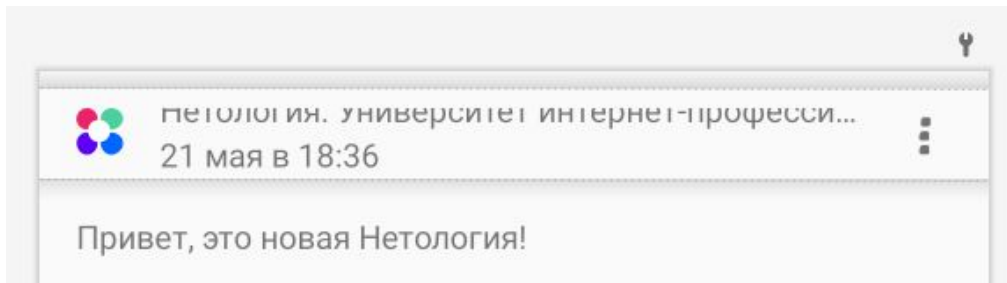 Нетология. Университет интернет-професси...
21 мая в 18:36
Привет, это новая Нетология!